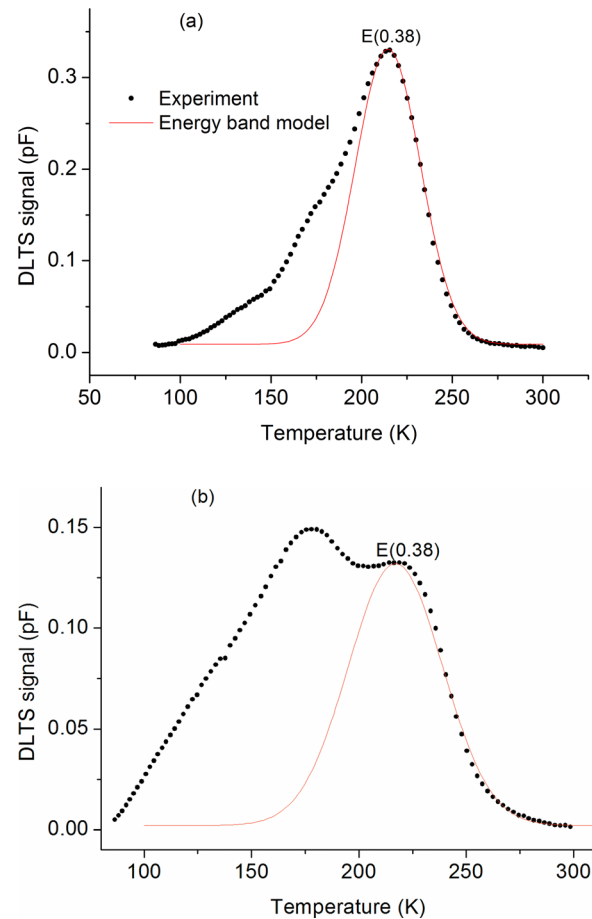 (a)
E(0.38)
Experiment
Energy band model
DLTS signal (pF)
0.3
0.2
0.1
0.0
50 100 150 200 250 300
Temperature (K)
(b)
E(0.38)
DLTS signal (pF)
0.15
0.10
0.05
0.00
100 150 200 250 300
Temperature (K)